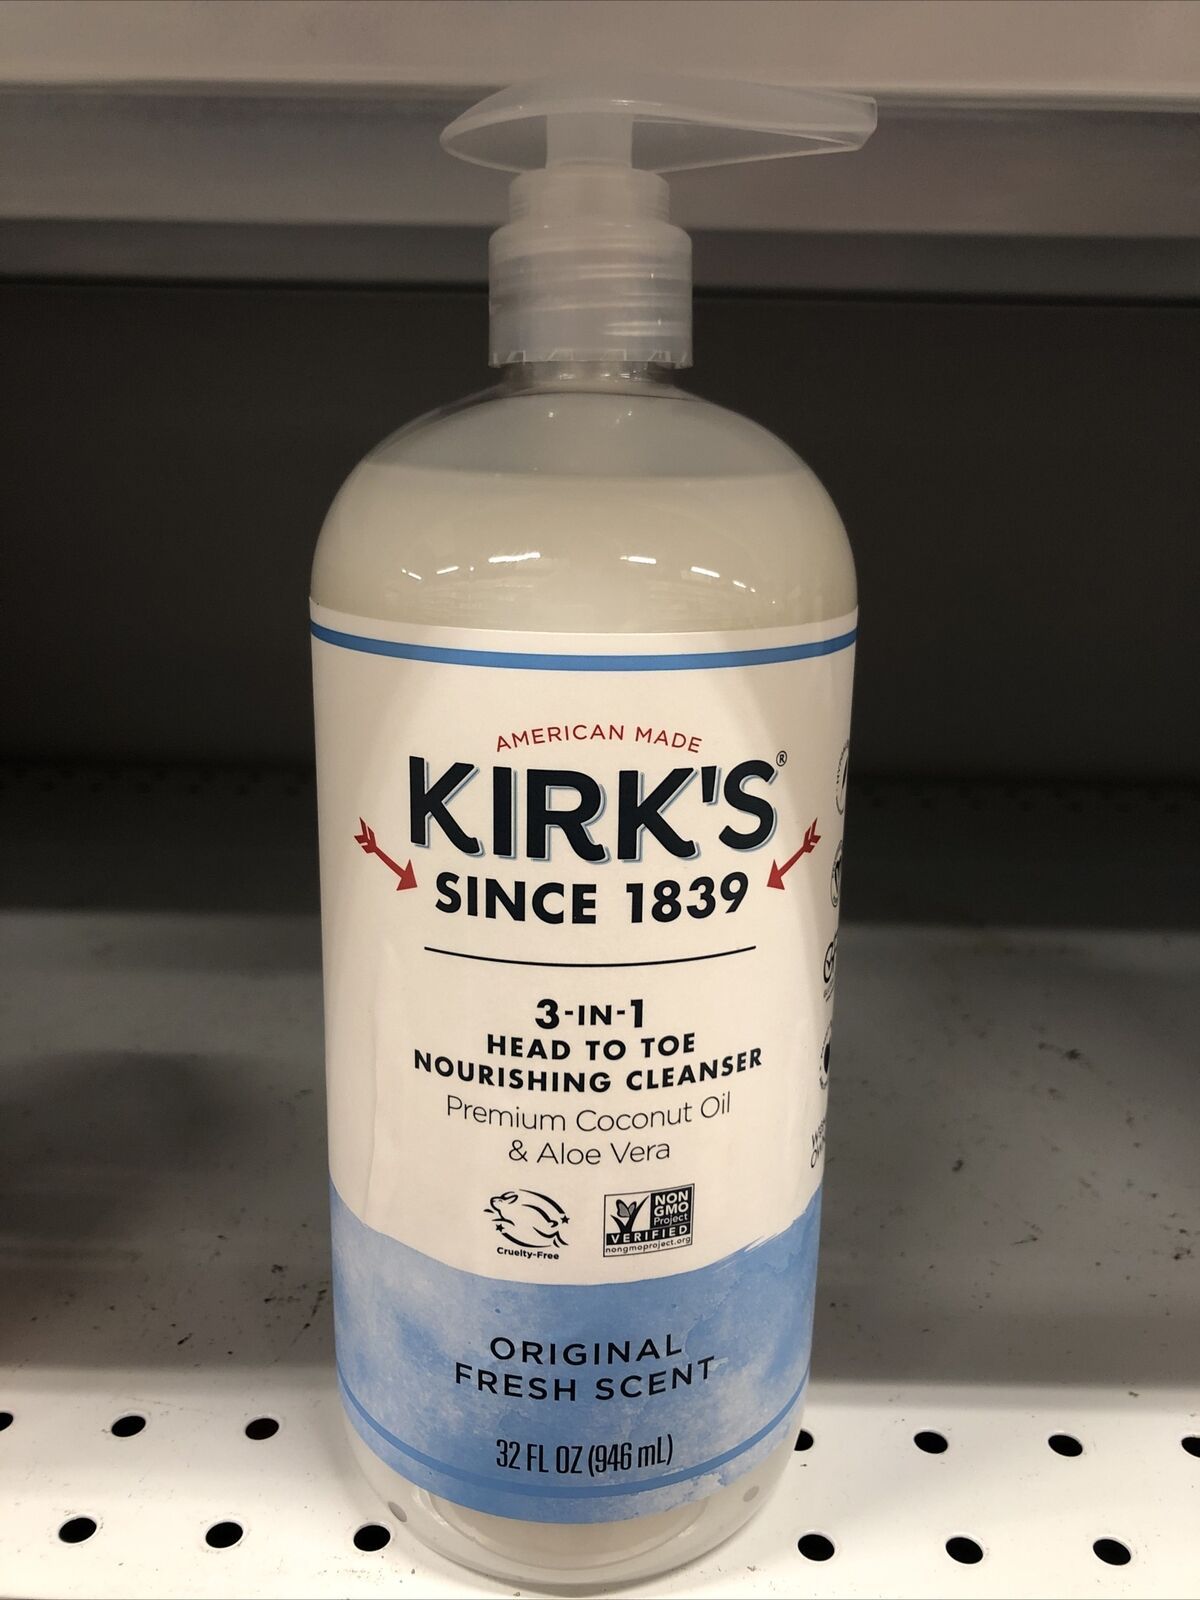 AMERICAN MADE
KIRK'S®
SINCE 1839
3-IN-1
HEAD TO TOE
NOURISHING CLEANSER
Premium Coconut Oil
& Aloe Vera
Cruelty-Free
NON
GMO
Project
VERIFIED
nongmoproject.org
ORIGINAL
FRESH SCENT
32 FL OZ (946 mL)